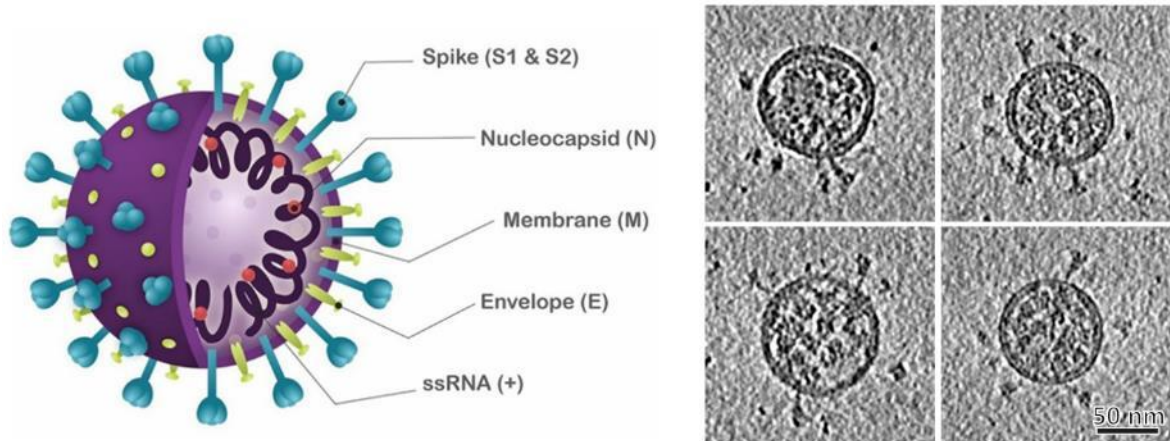 Spike (S1 & S2)
Nucleocapsid (N)
Membrane (M)
Envelope (E)
ssRNA (+)
50 nm